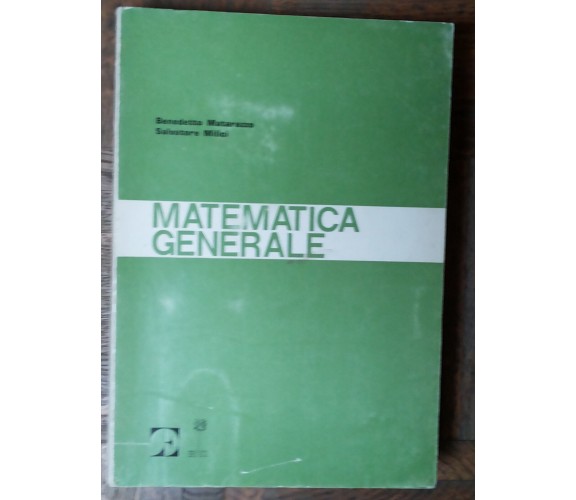 Benedetto Matarazzo
Salvatore Milici
MATEMATICA
GENERALE